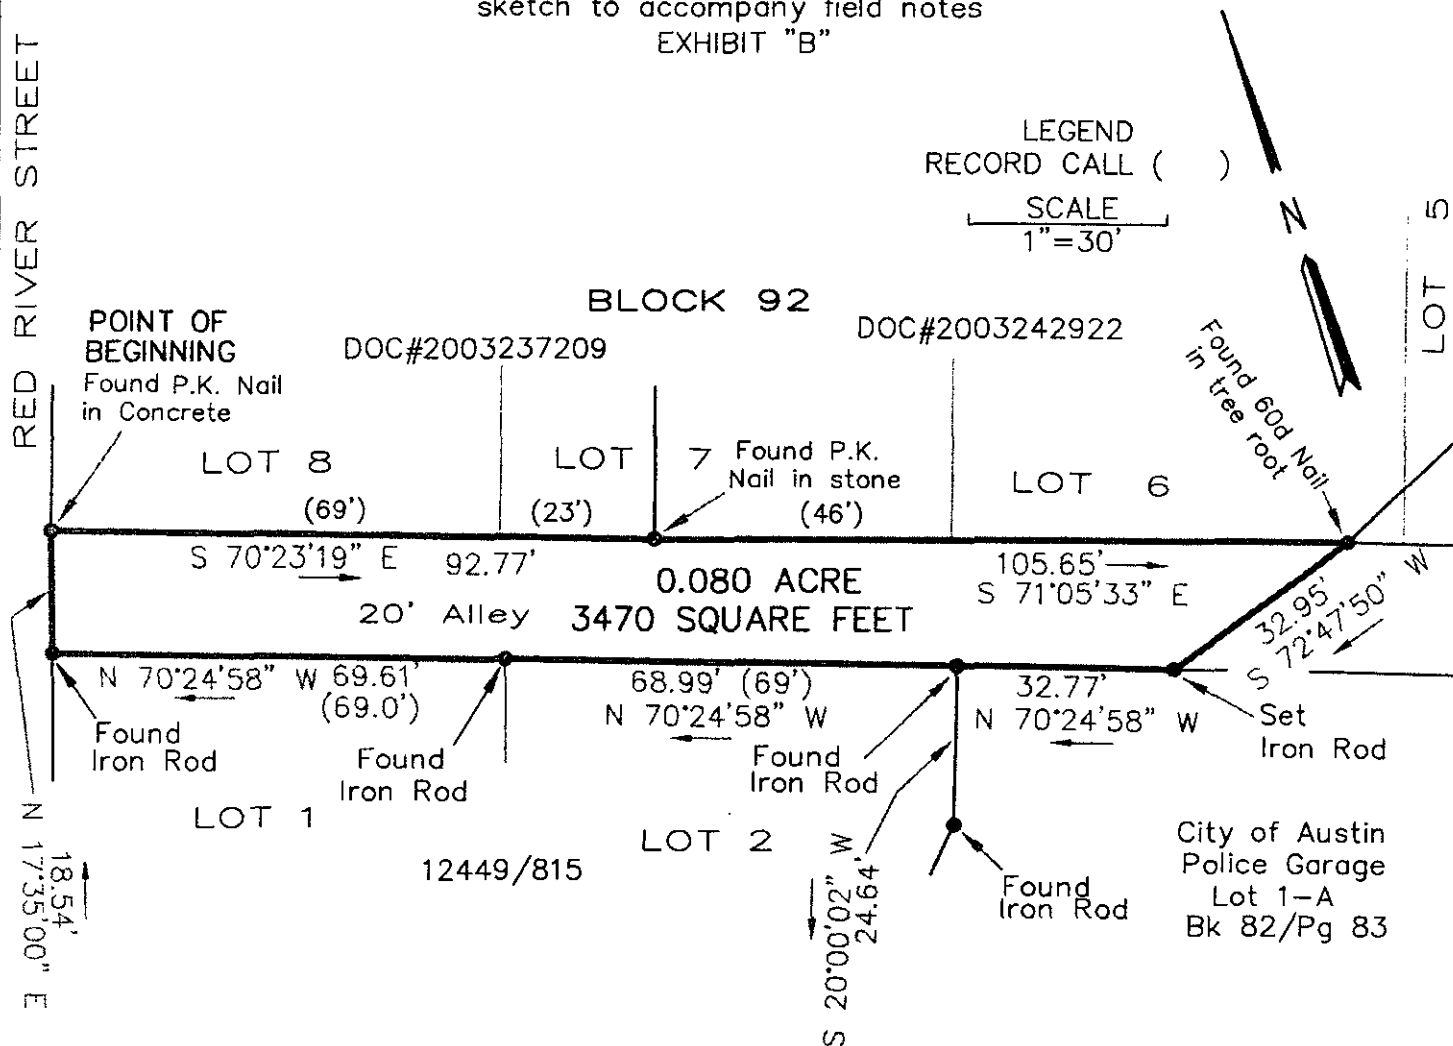 sketch to accompany field notes
EXHIBIT "B"
RED RIVER STREET
LEGEND
RECORD CALL ( )
SCALE
1"=30'
N
LOT 5
BLOCK 92
POINT OF
BEGINNING
Found P.K. Nail
in Concrete
DOC#2003237209
DOC#2003242922
Found 60d Nail
in tree root
LOT 8
LOT 7
Found P.K.
Nail in stone
LOT 6
(69')
(23')
(46')
S 70°23'19" E 92.77'
105.65'
S 71°05'33" E
0.080 ACRE
3470 SQUARE FEET
20' Alley
32.95'
S 72°47'50" W
N 70°24'58" W 69.61'
(69.0')
68.99' (69')
N 70°24'58" W
32.77'
N 70°24'58" W
Found
Iron Rod
Found
Iron Rod
Found
Iron Rod
Set
Iron Rod
LOT 1
LOT 2
12449/815
N 17°35'00" E
18.54'
S 20°00'02" W
24.64'
Found
Iron Rod
City of Austin
Police Garage
Lot 1-A
Bk 82/Pg 83